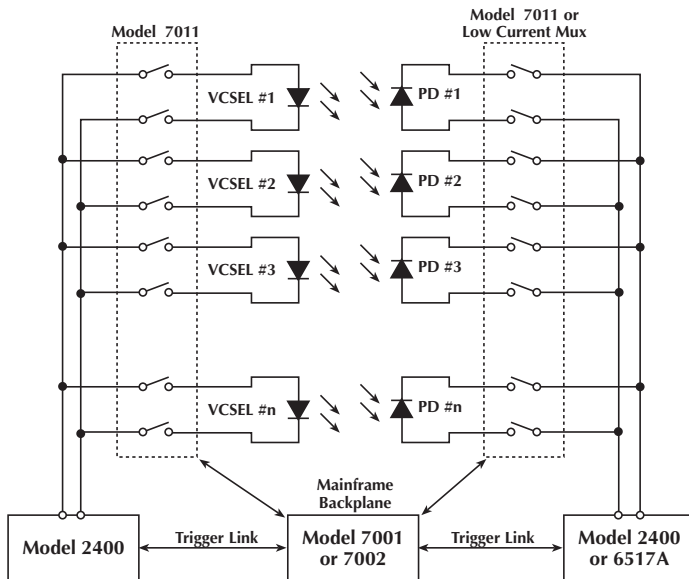 Model 7011
Model 7011 or
Low Current Mux
VCSEL #1
PD #1
VCSEL #2
PD #2
VCSEL #3
PD #3
VCSEL #n
PD #n
Mainframe
Backplane
Model 2400
Trigger Link
Model 7001
or 7002
Trigger Link
Model 2400
or 6517A